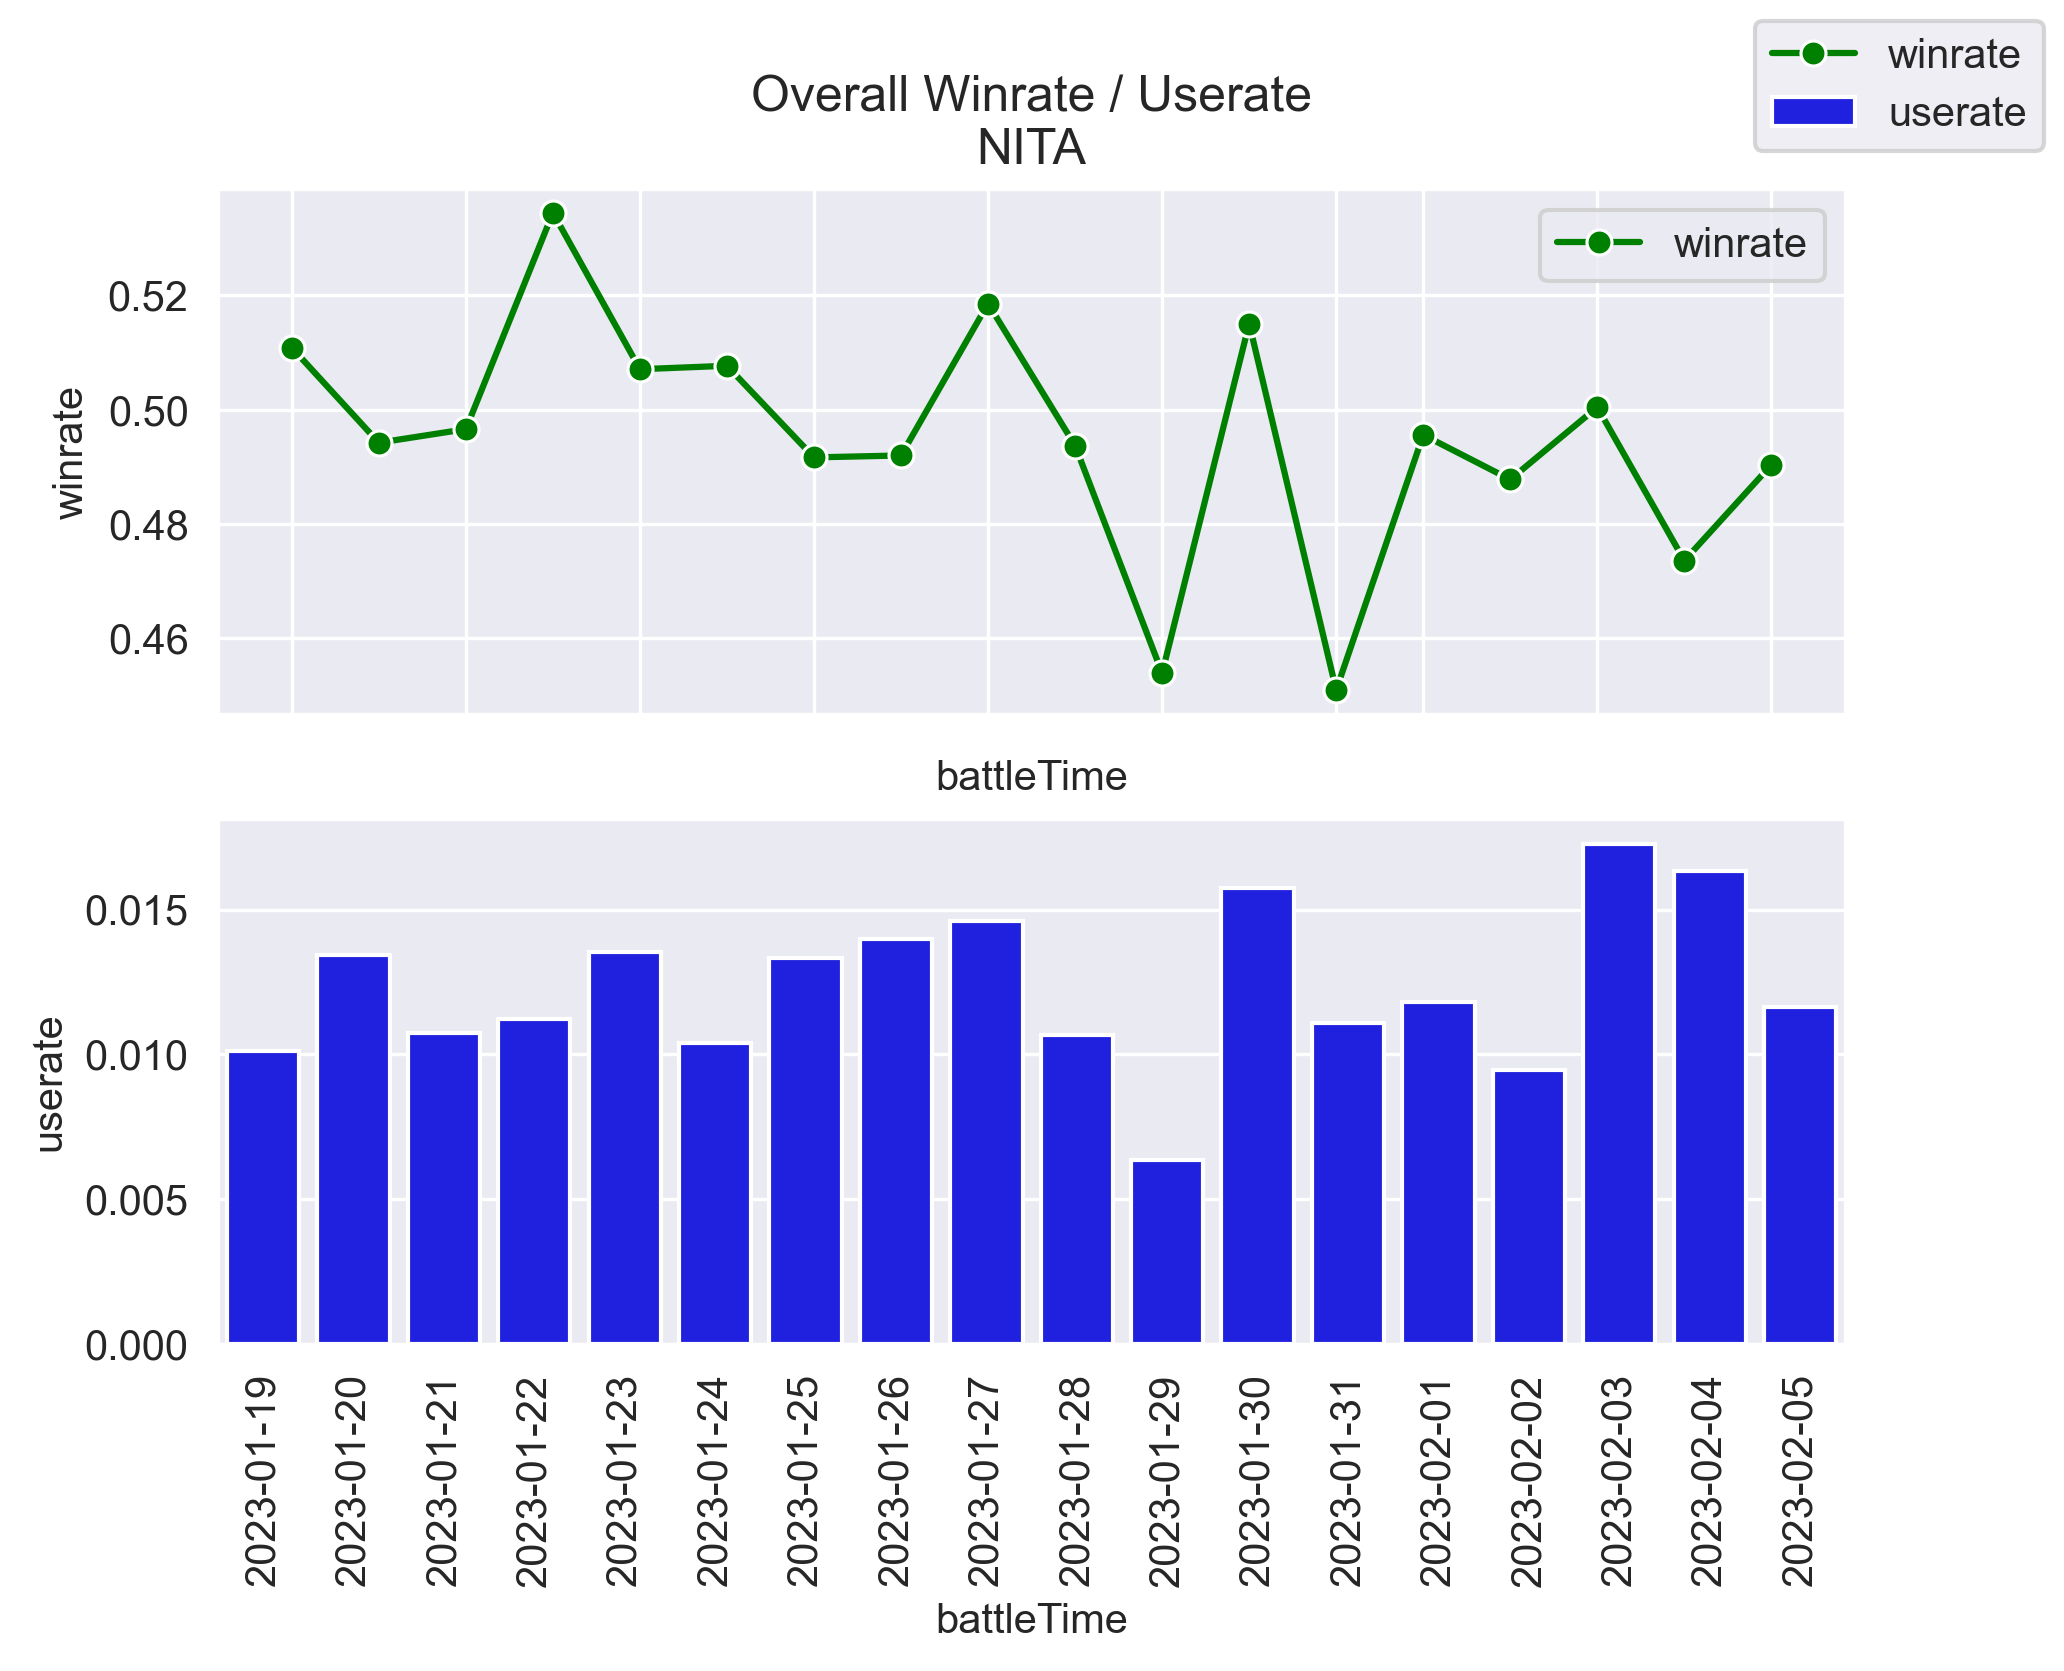 winrate
userate
Overall Winrate / Userate
NITA
winrate
0.52
0.50
0.48
0.46
winrate
battleTime
0.015
0.010
0.005
0.000
userate
2023-01-19
2023-01-20
2023-01-21
2023-01-22
2023-01-23
2023-01-24
2023-01-25
2023-01-26
2023-01-27
2023-01-28
2023-01-29
2023-01-30
2023-01-31
2023-02-01
2023-02-02
2023-02-03
2023-02-04
2023-02-05
battleTime